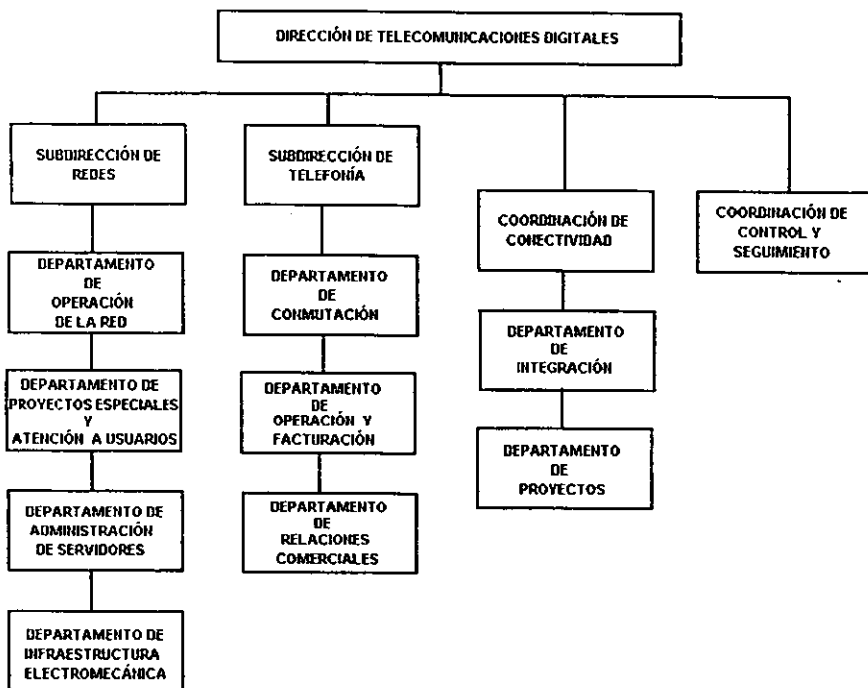 DIRECCIÓN DE TELECOMUNICACIONES DIGITALES
SUBDIRECCIÓN DE
REDES
SUBDIRECCIÓN DE
TELEFONÍA
COORDINACIÓN DE
CONECTIVIDAD
COORDINACIÓN DE
CONTROL Y
SEGUIMIENTO
DEPARTAMENTO
DE
OPERACIÓN
DE LA RED
DEPARTAMENTO
DE
CONMUTACIÓN
DEPARTAMENTO
DE
INTEGRACIÓN
DEPARTAMENTO DE
PROYECTOS ESPECIALES
Y
ATENCIÓN A USUARIOS
DEPARTAMENTO
DE
OPERACIÓN Y
FACTURACIÓN
DEPARTAMENTO
DE
PROYECTOS
DEPARTAMENTO DE
ADMINISTRACIÓN
DE SERVIDORES
DEPARTAMENTO
DE
RELACIONES
COMERCIALES
DEPARTAMENTO DE
INFRAESTRUCTURA
ELECTROMECÁNICA